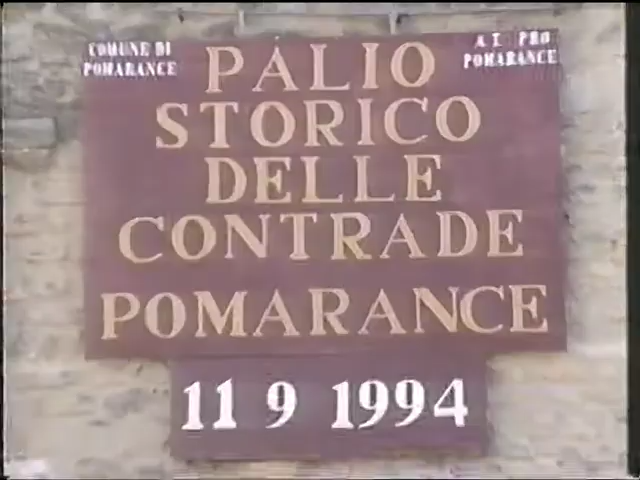 COMUNE DI
POMARANCE
A T PRO
POMARANCE
PALIO
STORICO
DELLE
CONTRADE
POMARANCE
11 9 1994